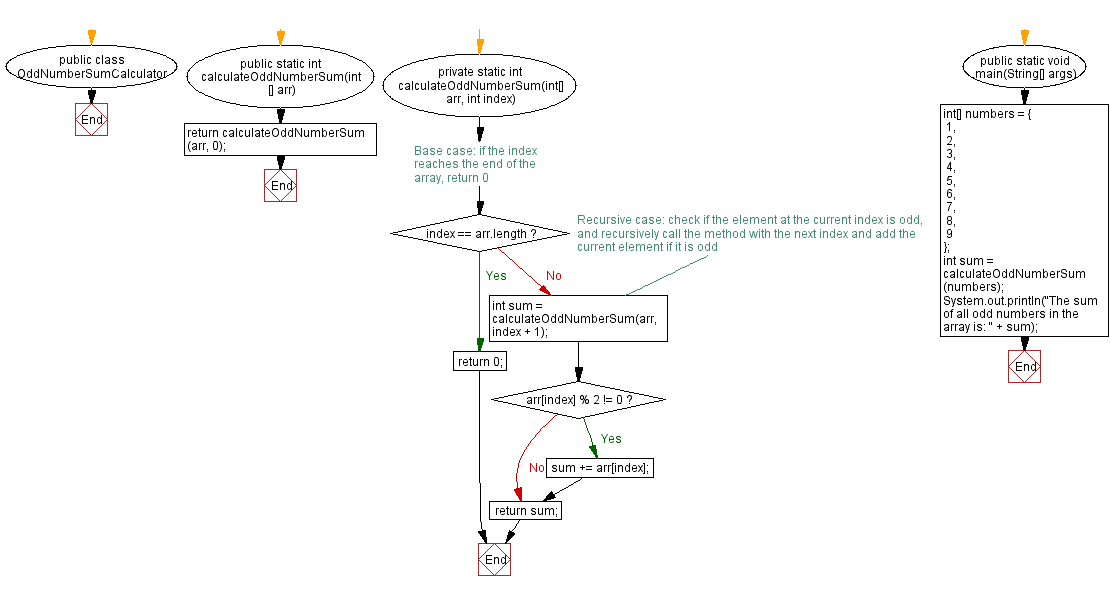 public class
OddNumberSumCalculator
End
public static int
calculateOddNumberSum(int
[] arr)
return calculateOddNumberSum
(arr, 0);
End
private static int
calculateOddNumberSum(int[]
arr, int index)
Base case: if the index
reaches the end of the
array, return 0
index == arr.length ?
Recursive case: check if the element at the current index is odd,
and recursively call the method with the next index and add the
current element if it is odd
Yes
No
int sum =
calculateOddNumberSum(arr,
index + 1);
return 0;
arr[index] % 2 != 0 ?
Yes
No
sum += arr[index];
return sum;
End
public static void
main(String[] args)
int[] numbers = {
1,
2,
3,
4,
5,
6,
7,
8,
9
};
int sum =
calculateOddNumberSum
(numbers);
System.out.println("The sum
of all odd numbers in the
array is: " + sum);
End